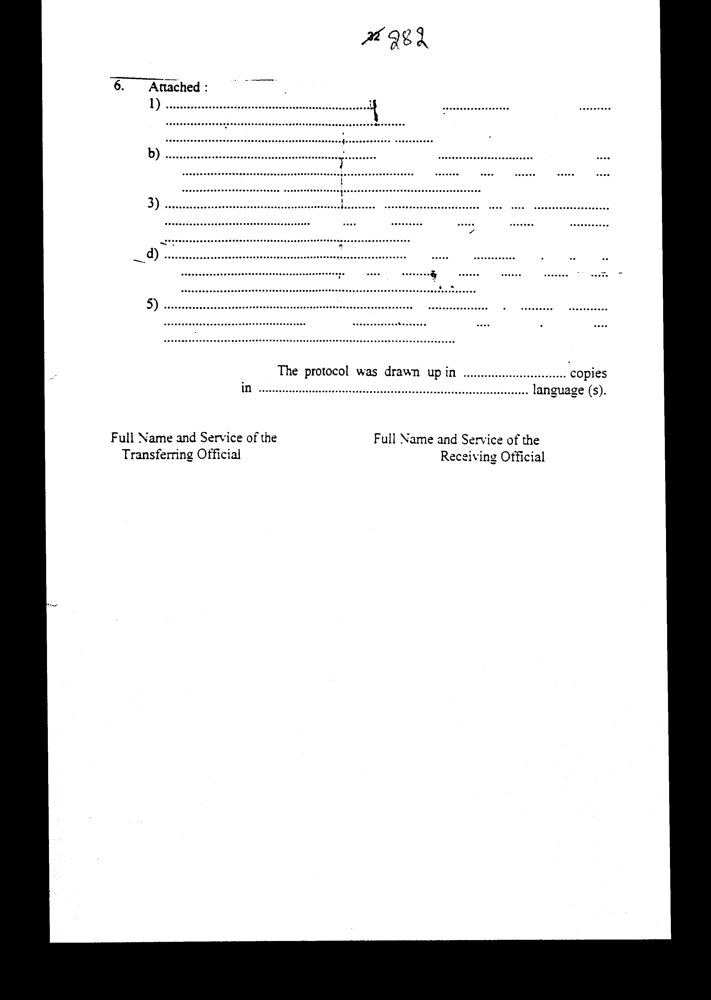 32 282
6. Attached :
1) ........................................................ .................. .........
..................................................................
............................................................... ...........
b) .......................................................... .......................... ....
................................................................ ....... .... ...... ..... ....
........................... ......................................................
3) .......................................................... .......................... .... .... .....................
........................................ .... ......... ..... ....... ...........
....................................................................
d) ................................................................... ..... ............ . .. ..
............................................. .... ......... ...... ...... ....... .....
.................................................................................
5) ..................................................................... ................. . ......... ...........
....................................... ..................... .... . ....
................................................................................
The protocol was drawn up in ............................. copies
in ............................................................................ language (s).
Full Name and Service of the Full Name and Service of the
Transferring Official Receiving Official